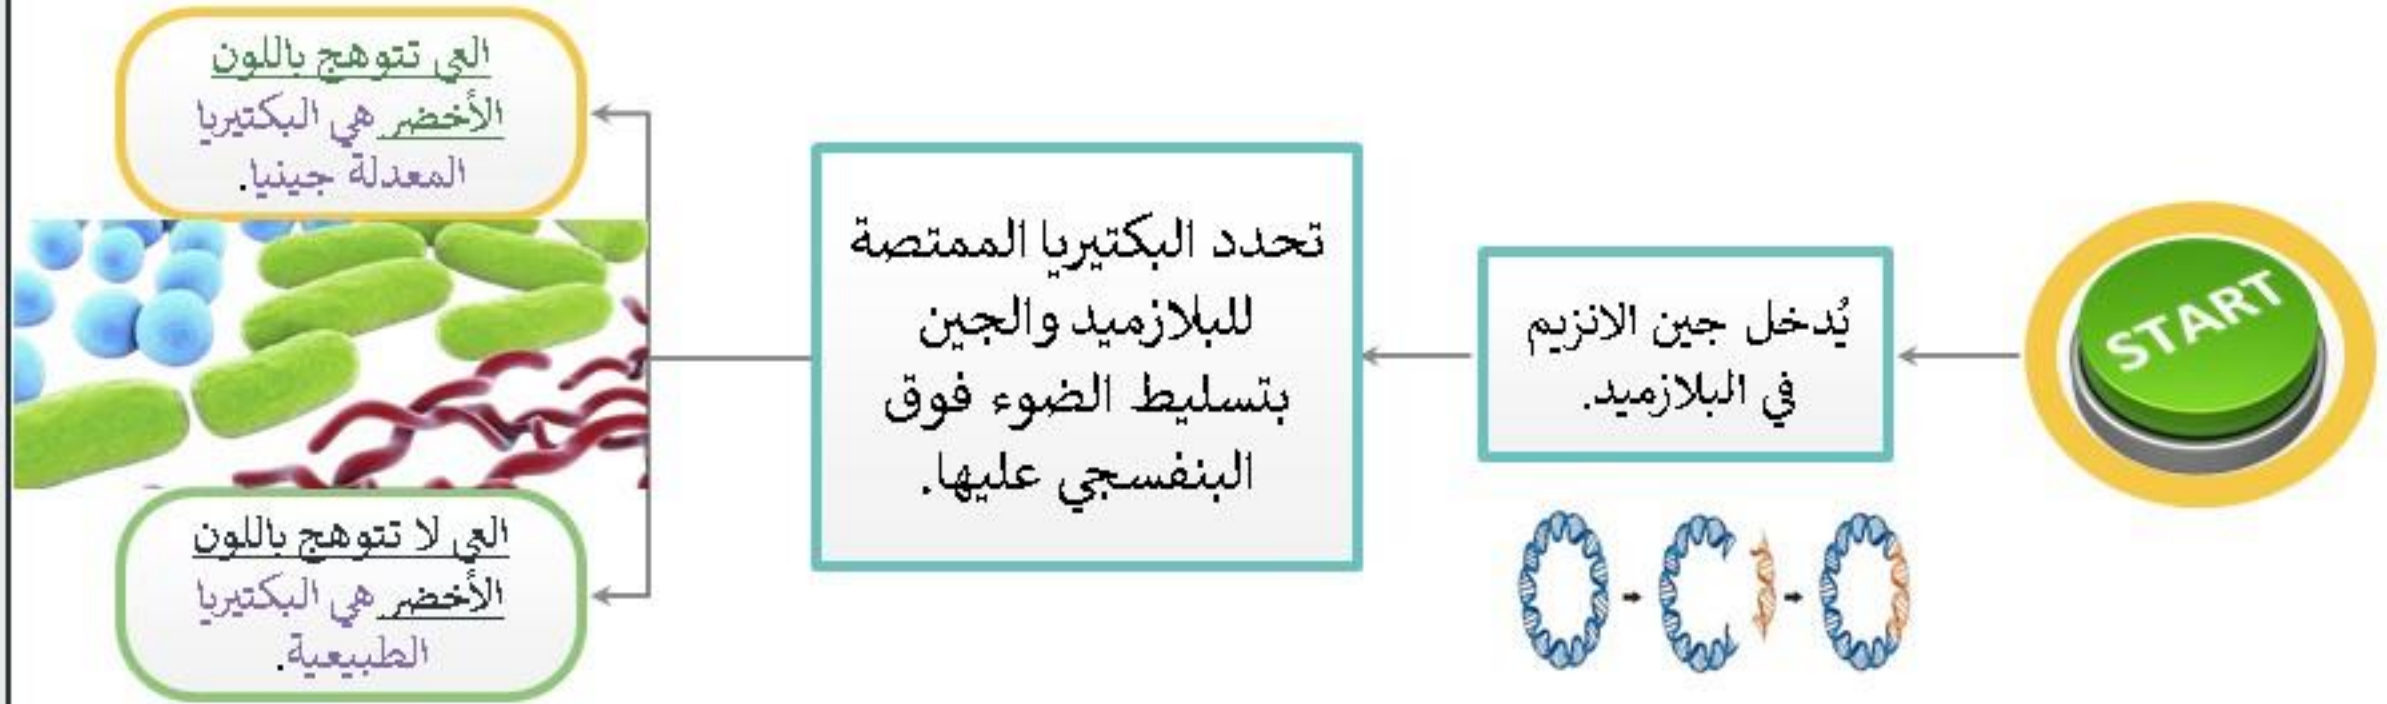 START
يُدخل جين الانزيم
في البلازميد.
تحدد البكتيريا الممتصة
للبلازميد والجين
بتسليط الضوء فوق
البنفسجي عليها.
التي تتوهج باللون
الأخضر هي البكتيريا
المعدلة جينيا.
التي لا تتوهج باللون
الأخضر هي البكتيريا
الطبيعية.